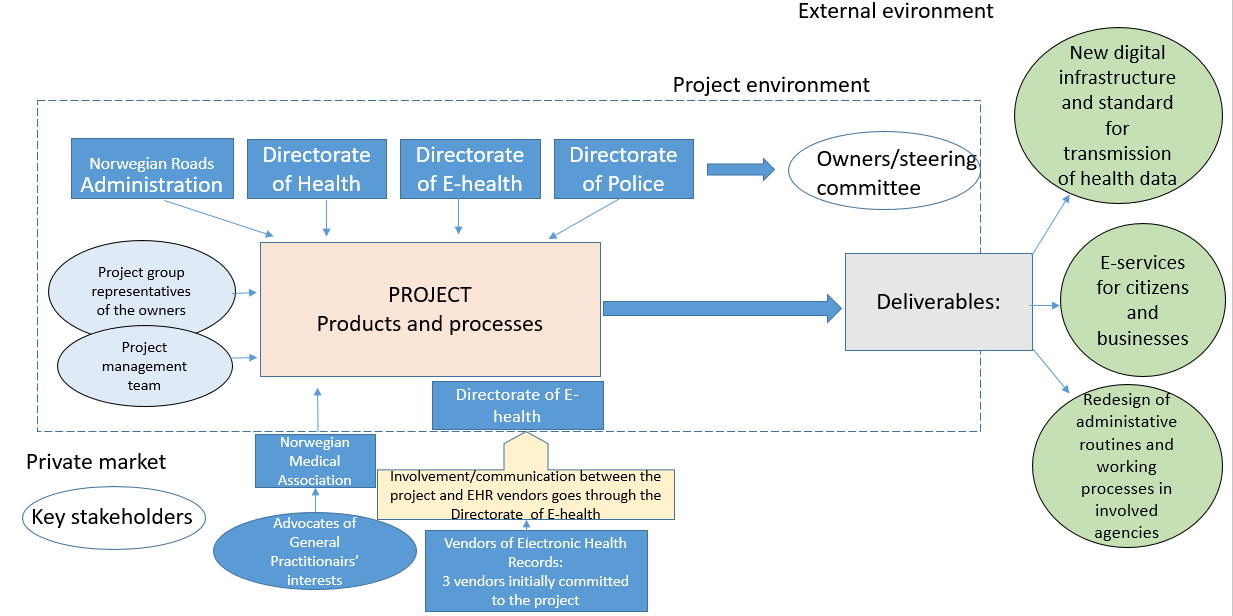 External evironment
Project environment
New digital
infrastructure
and standard
for
transmission
of health data
Norwegian Roads
Administration
Directorate
of Health
Directorate
of E-health
Directorate
of Police
Owners/steering
committee
Project group
representatives
of the owners
Project
management
team
PROJECT
Products and processes
Deliverables:
E-services
for citizens
and
businesses
Directorate of E-
health
Redesign of
administative
routines and
working
processes in
involved
agencies
Private market
Key stakeholders
Norwegian
Medical
Association
Involvement/communication between the
project and EHR vendors goes through the
Directorate of E-health
Advocates of
General
Practitionairs’
interests
Vendors of Electronic Health
Records:
3 vendors initially committed
to the project